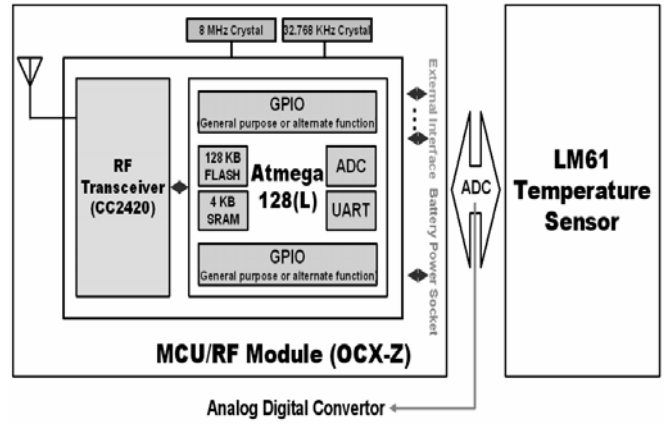 8 MHz Crystal
32.768 KHz Crystal
RF
Transceiver
(CC2420)
GPIO
General purpose or alternate function
128 KB
FLASH
4 KB
SRAM
Atmega
128(L)
ADC
UART
GPIO
General purpose or alternate function
External Interface
Battery Power Socket
MCU/RF Module (OCX-Z)
ADC
LM61
Temperature
Sensor
Analog Digital Convertor